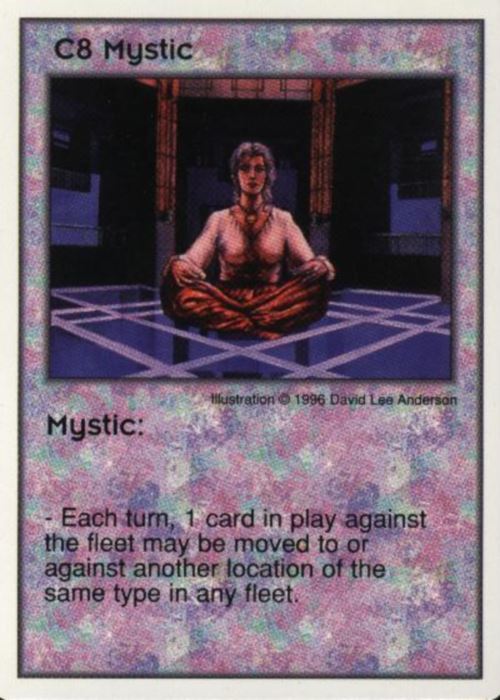 C8 Mystic
Illustration © 1996 David Lee Anderson
Mystic:
- Each turn, 1 card in play against
the fleet may be moved to or
against another location of the
same type in any fleet.